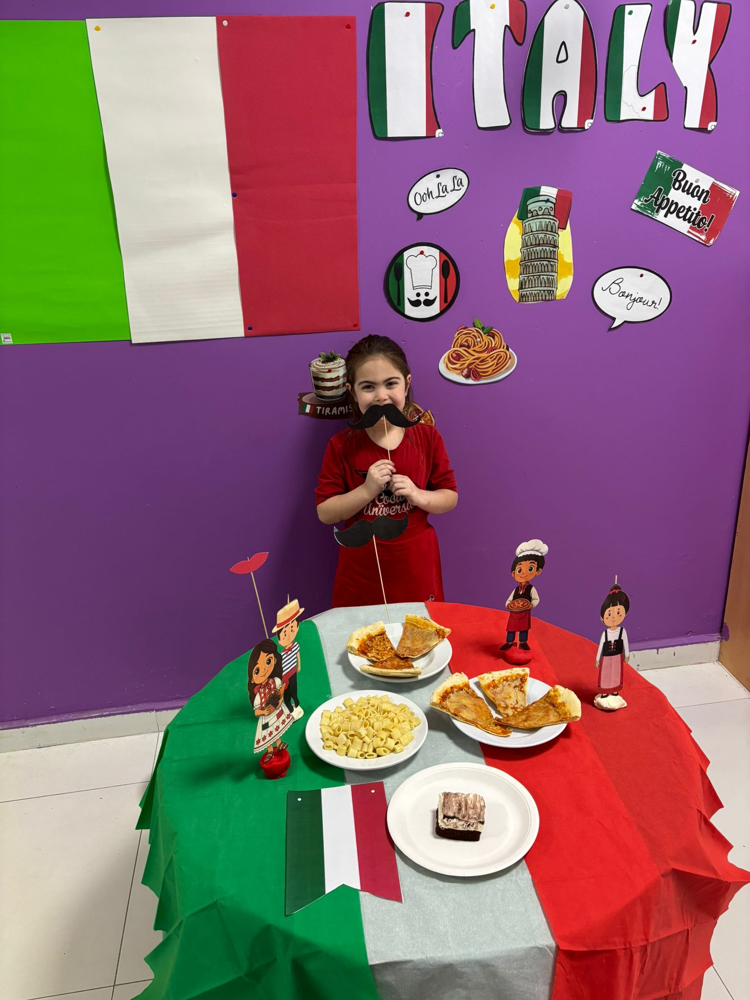 ITALY
Ooh La La
Buon
Appetito!
Bonjour!
TIRAMIS